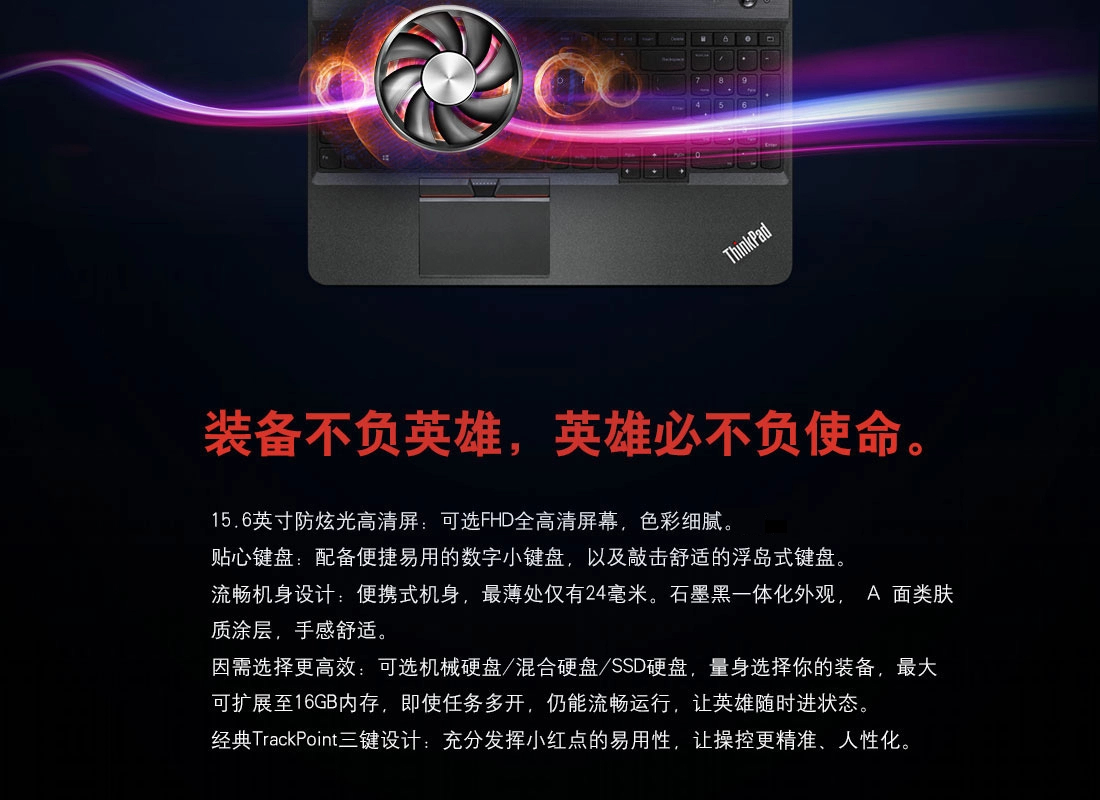 ThinkPad
装备不负英雄，英雄必不负使命。
15.6英寸防炫光高清屏：可选FHD全高清屏幕，色彩细腻。
贴心键盘：配备便捷易用的数字小键盘，以及敲击舒适的浮岛式键盘。
流畅机身设计：便携式机身，最薄处仅有24毫米。石墨黑一体化外观， A 面类肤
质涂层，手感舒适。
因需选择更高效：可选机械硬盘/混合硬盘/SSD硬盘，量身选择你的装备，最大
可扩展至16GB内存，即使任务多开，仍能流畅运行，让英雄随时进状态。
经典TrackPoint三键设计：充分发挥小红点的易用性，让操控更精准、人性化。